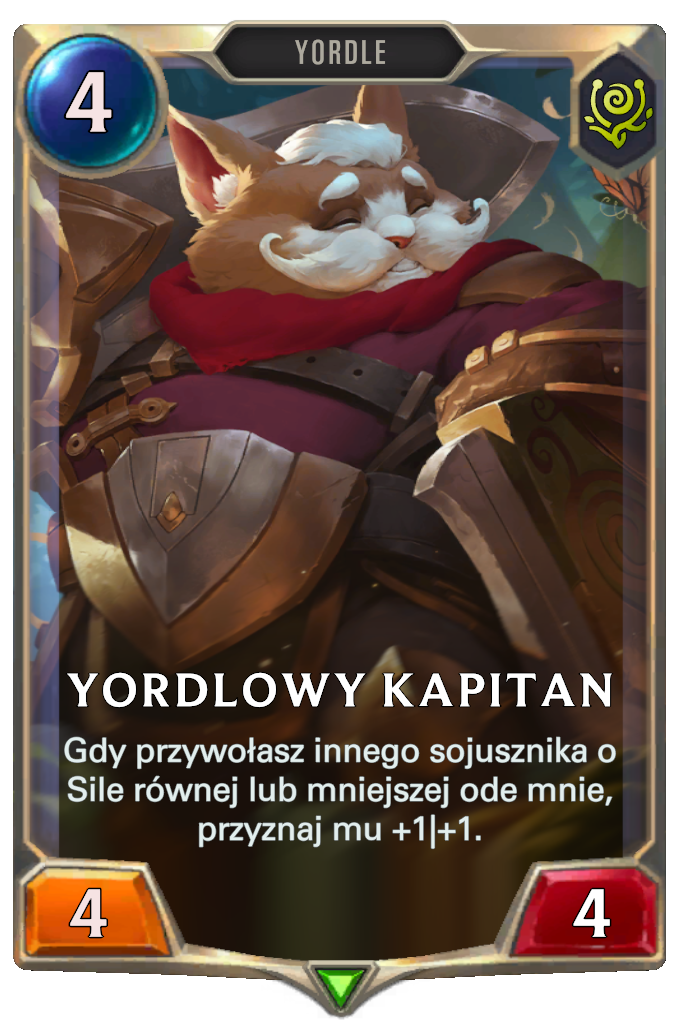 YORDLE
4
YORDLOWY KAPITAN
Gdy przywołasz innego sojusznika o
Sile równej lub mniejszej ode mnie,
przyznaj mu +1|+1.
4
4